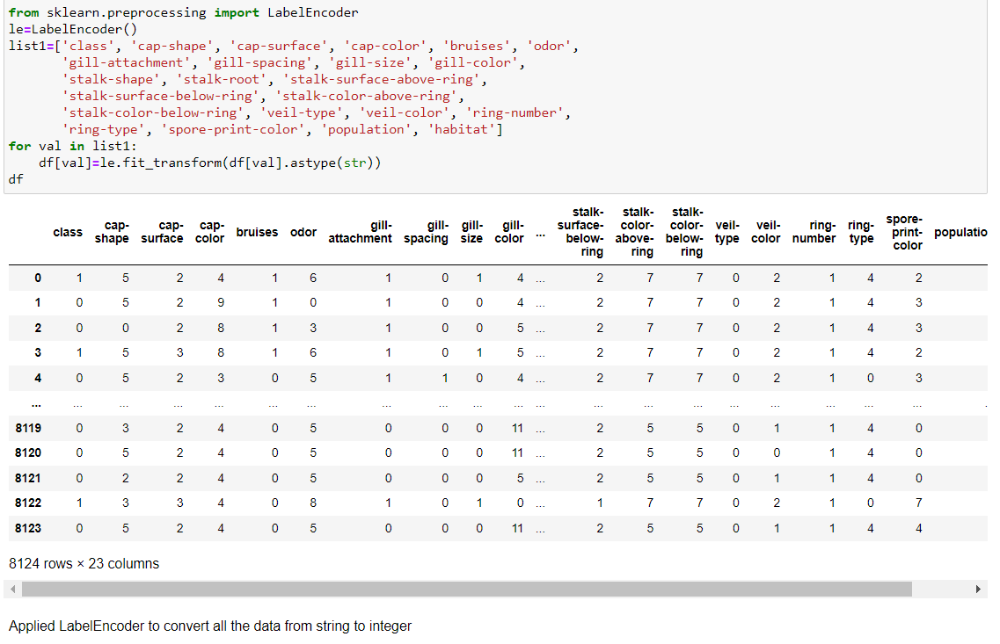 from sklearn.preprocessing import LabelEncoder
le=LabelEncoder()
list1=['class', 'cap-shape', 'cap-surface', 'cap-color', 'bruises', 'odor',
       'gill-attachment', 'gill-spacing', 'gill-size', 'gill-color',
       'stalk-shape', 'stalk-root', 'stalk-surface-above-ring',
       'stalk-surface-below-ring', 'stalk-color-above-ring',
       'stalk-color-below-ring', 'veil-type', 'veil-color', 'ring-number',
       'ring-type', 'spore-print-color', 'population', 'habitat']
for val in list1:
    df[val]=le.fit_transform(df[val].astype(str))
df
class cap-shape cap-surface cap-color bruises odor gill-attachment gill-spacing gill-size gill-color ... stalk-surface-below-ring stalk-color-above-ring stalk-color-below-ring veil-type veil-color ring-number ring-type spore-print-color populatio
0 1 5 2 4 1 6 1 0 1 4 ... 2 7 7 0 2 1 4 2
1 0 5 2 9 1 0 1 0 0 4 ... 2 7 7 0 2 1 4 3
2 0 0 2 8 1 3 1 0 0 5 ... 2 7 7 0 2 1 4 3
3 1 5 3 8 1 6 1 0 1 5 ... 2 7 7 0 2 1 4 2
4 0 5 2 3 0 5 1 1 0 4 ... 2 7 7 0 2 1 0 3
... ... ... ... ... ... ... ... ... ... ... ... ... ... ... ... ... ... ... ...
8119 0 3 2 4 0 5 0 0 0 11 ... 2 5 5 0 1 1 4 0
8120 0 5 2 4 0 5 0 0 0 11 ... 2 5 5 0 0 1 4 0
8121 0 2 2 4 0 5 0 0 0 5 ... 2 5 5 0 1 1 4 0
8122 1 3 3 4 0 8 1 0 1 0 ... 1 7 7 0 2 1 0 7
8123 0 5 2 4 0 5 0 0 0 11 ... 2 5 5 0 1 1 4 4
8124 rows × 23 columns
Applied LabelEncoder to convert all the data from string to integer